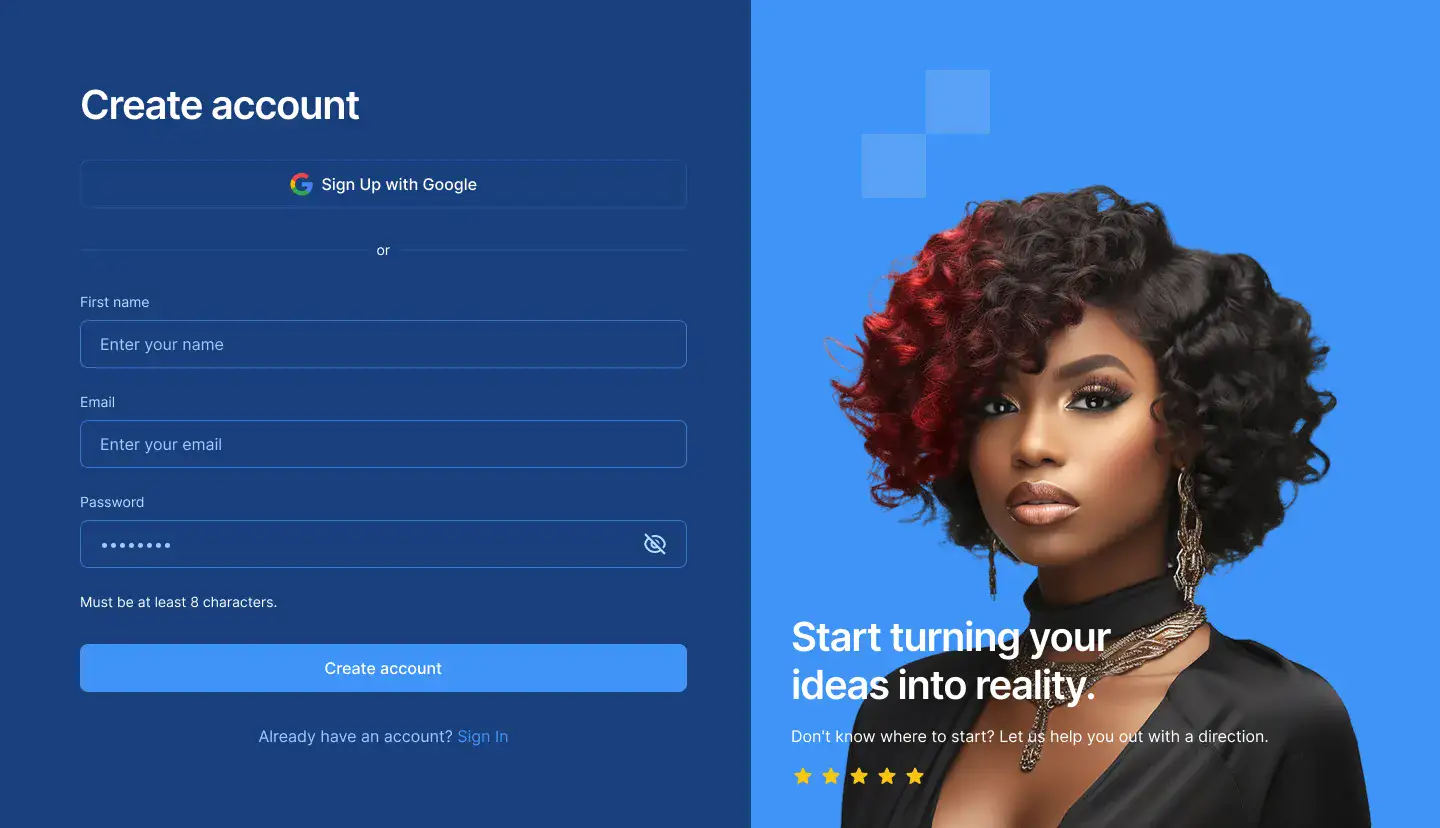 Create account
Sign Up with Google
or
First name
Enter your name
Email
Enter your email
Password
••••••••
Must be at least 8 characters.
Create account
Already have an account? Sign In
Start turning your
ideas into reality.
Don't know where to start? Let us help you out with a direction.